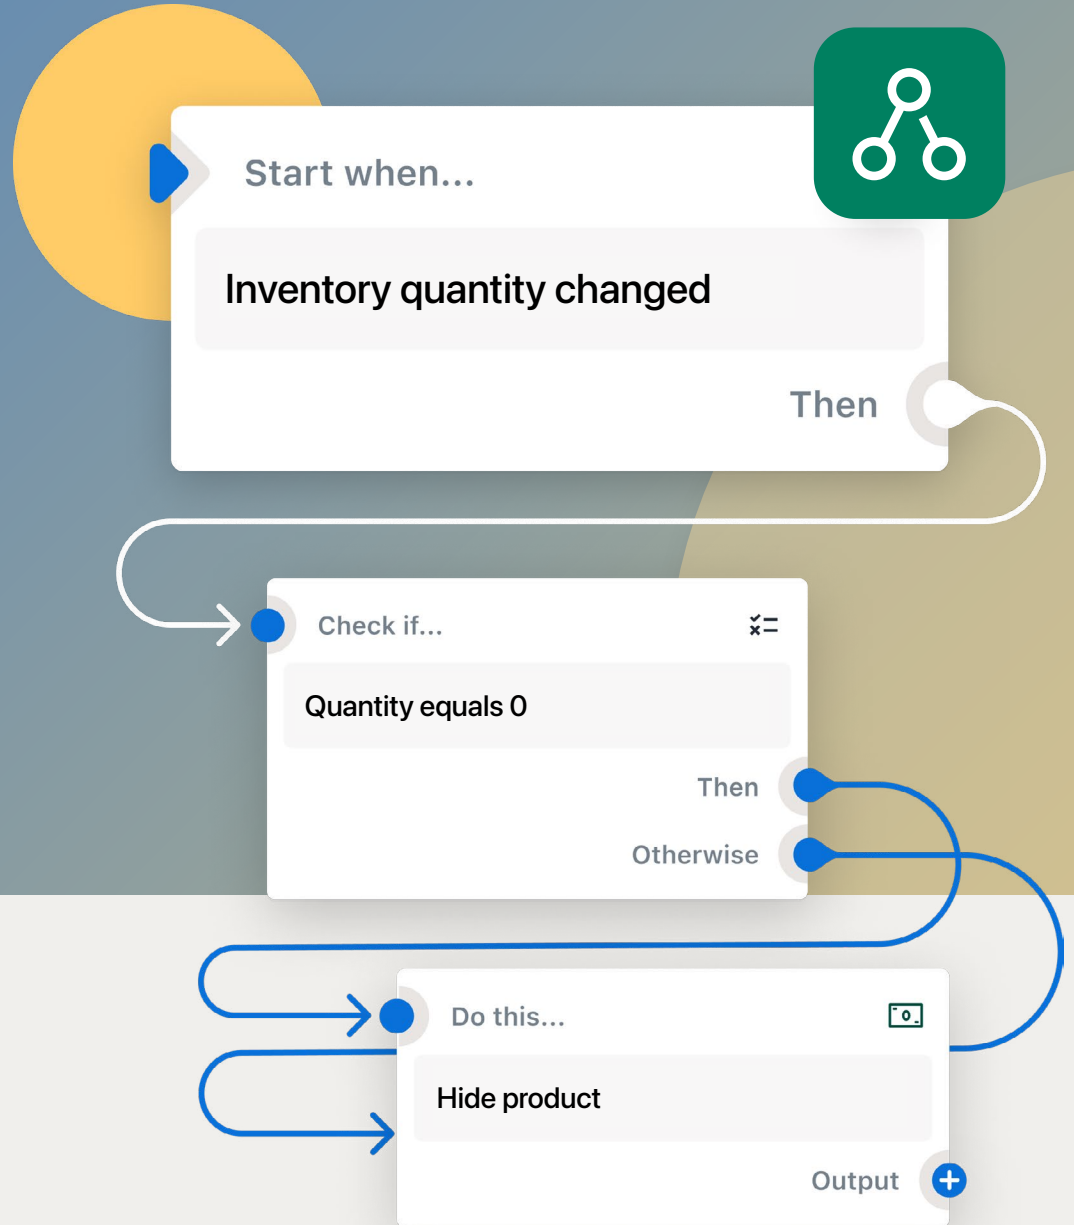 Start when...
Inventory quantity changed
Then
Check if...
Quantity equals 0
Then
Otherwise
Do this...
Hide product
Output